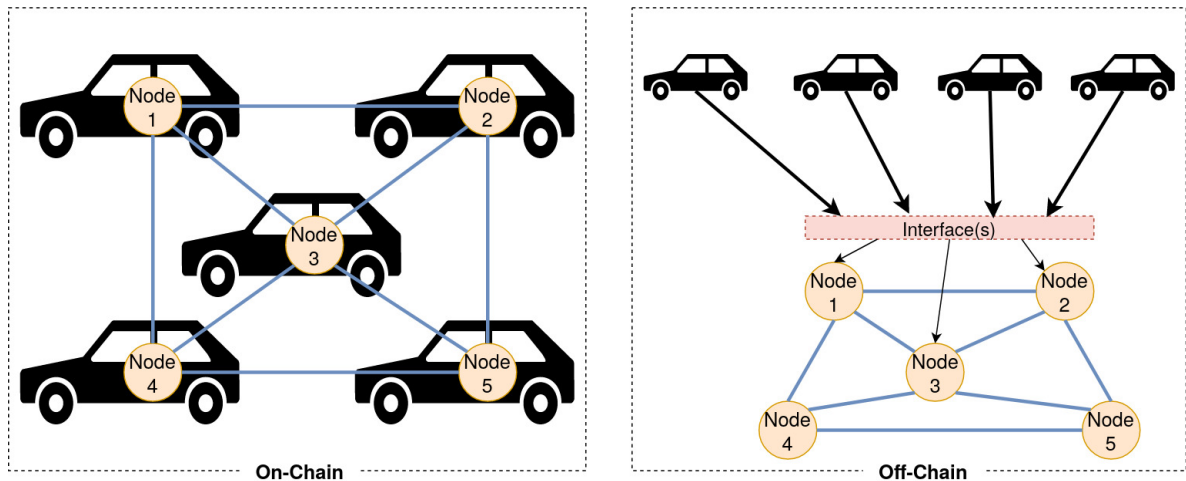 Node
1
Node
2
Node
3
Node
4
Node
5
On-Chain
Interface(s)
Node
1
Node
2
Node
3
Node
4
Node
5
Off-Chain